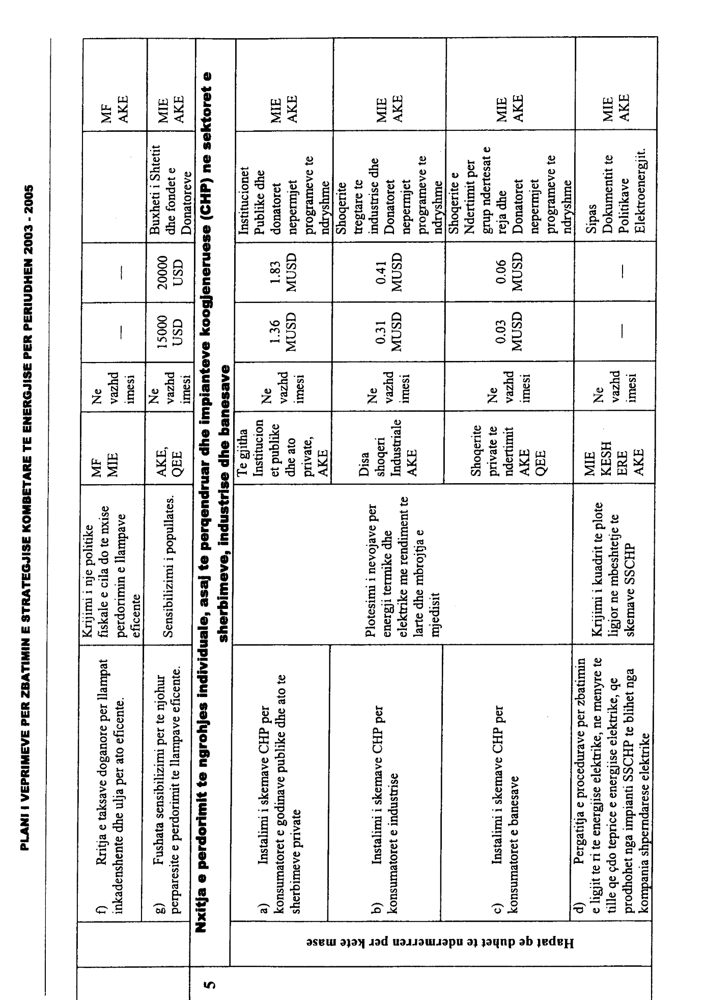 PLANI I VEPRIMEVE PER ZBATIMIN E STRATEGJISE KOMBETARE TE ENERGJISE PER PERIUDHEN 2003 - 2005
f) Rritja e taksave doganore per llampat
inkadenshente dhe ulja per ato eficente.
Krijimi i nje politike
fiskale e cila do te nxise
perdorimin e llampave
eficente
MF
MIE
Ne
vazhd
imesi
—
—
MF
AKE
g) Fushata sensibilizimi per te njohur
perparesite e perdorimit te llampave eficente.
Sensibilizimi i popullates.
AKE,
QEE
Ne
vazhd
imesi
15000
USD
20000
USD
Buxheti i Shtetit
dhe fondet e
Donatoreve
MIE
AKE
5
Nxitja e perdorimit te ngrohjes individuale, asaj te perqendruar dhe impianteve koogjeneruese (CHP) ne sektoret e
sherbimeve, industrise dhe banesave
Hapat qe duhet te ndermerren per kete mase
a) Instalimi i skemave CHP per
konsumatoret e godinave publike dhe ato te
sherbimeve private
Plotesimi i nevojave per
energji termike dhe
elektrike me rendiment te
larte dhe mbrojtja e
mjedisit
Te gjitha
Institucion
et publike
dhe ato
private,
AKE
Ne
vazhd
imesi
1.36
MUSD
1.83
MUSD
Institucionet
Publike dhe
donatoret
nepermjet
programeve te
ndryshme
MIE
AKE
b) Instalimi i skemave CHP per
konsumatoret e industrise
Disa
shoqeri
Industriale
AKE
Ne
vazhd
imesi
0.31
MUSD
0.41
MUSD
Shoqerite
tregtare te
industrise dhe
Donatoret
nepermjet
programeve te
ndryshme
MIE
AKE
c) Instalimi i skemave CHP per
konsumatoret e banesave
Shoqerite
private te
ndertimit
AKE
QEE
Ne
vazhd
imesi
0.03
MUSD
0.06
MUSD
Shoqerite e
Ndertimit per
grup ndertesat e
reja dhe
Donatoret
nepermjet
programeve te
ndryshme
MIE
AKE
d) Pergatitja e procedurave per zbatimin
e ligjit te ri te energjise elektrike, ne menyre te
tille qe çdo teprice e energjise elektrike, qe
prodhohet nga impianti SSCHP te blihet nga
kompania shperndarese elektrike
Krijimi i kuadrit te plote
ligjor ne mbeshtetje te
skemave SSCHP
MIE
KESH
ERE
AKE
Ne
vazhd
imesi
—
—
Sipas
Dokumentit te
Politikave
Elektroenergjit.
MIE
AKE